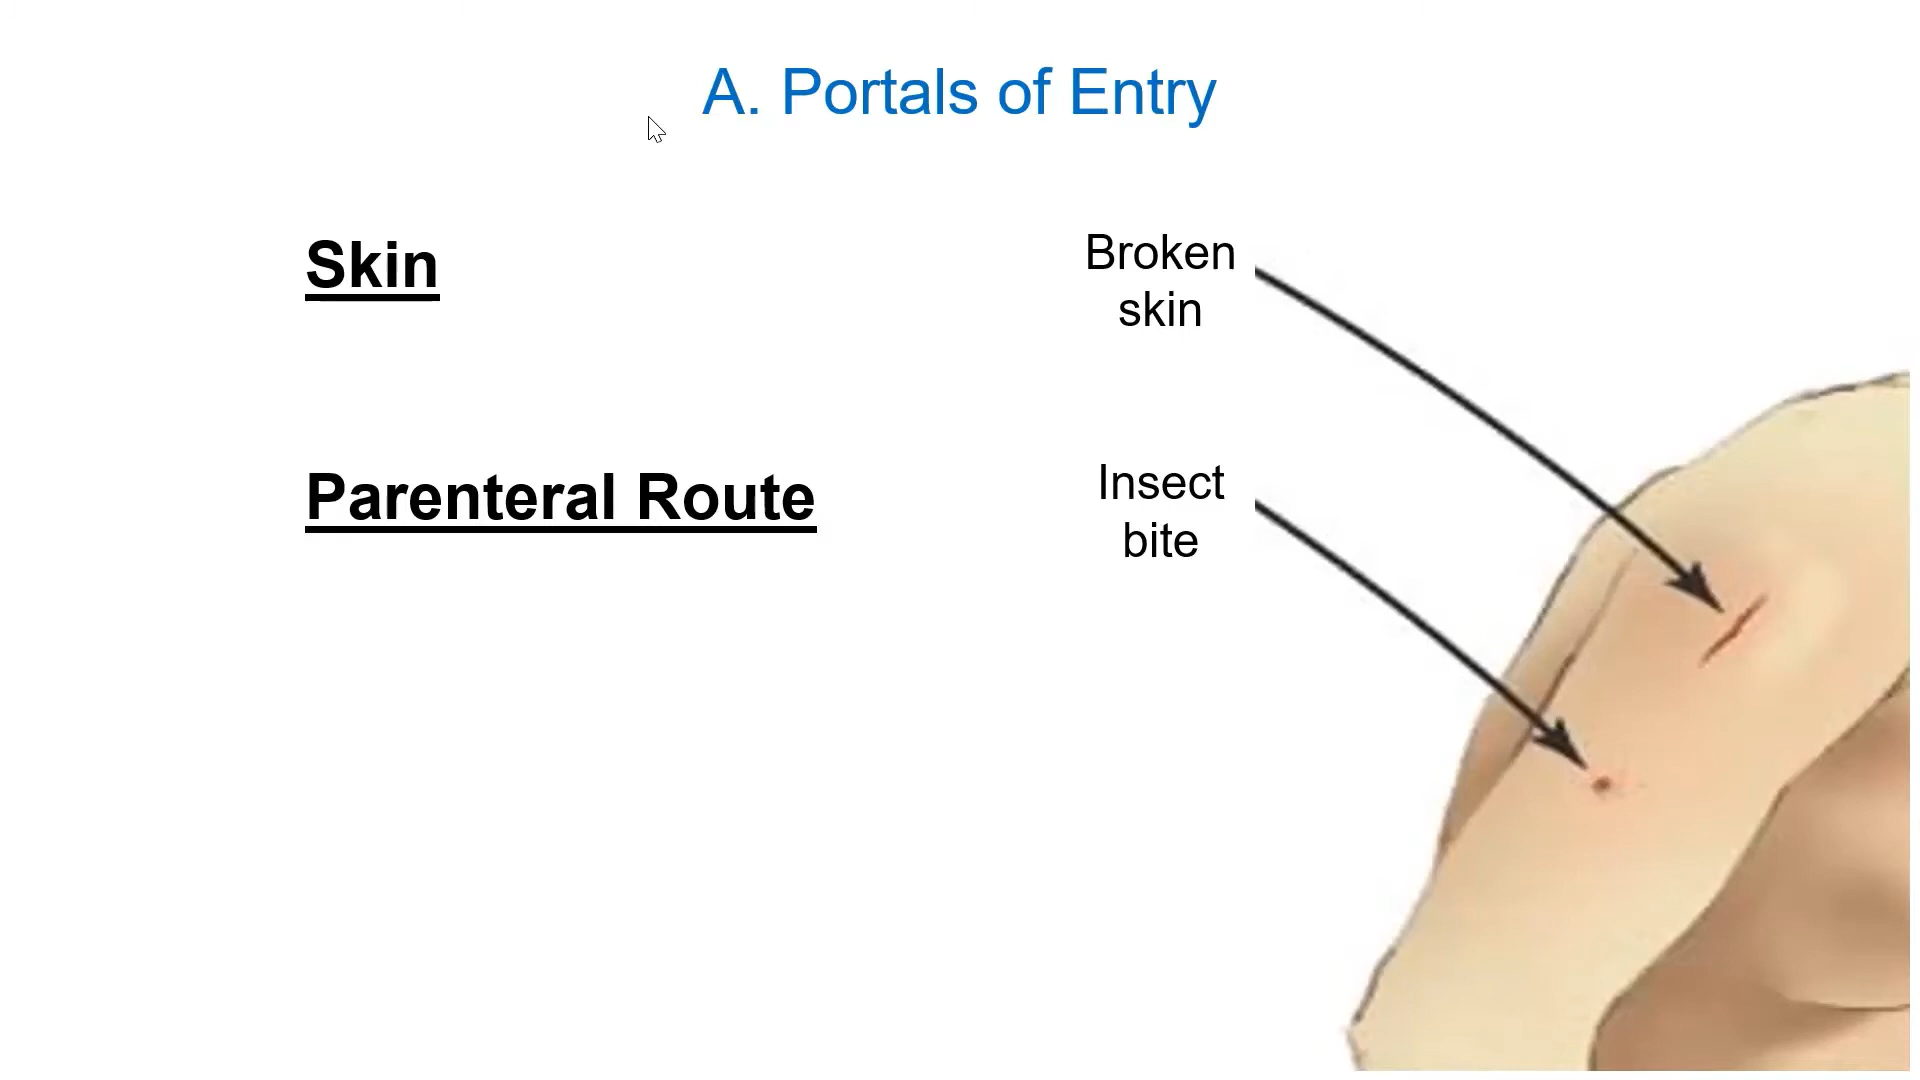 A. Portals of Entry
Skin
Broken
skin
Parenteral Route
Insect
bite